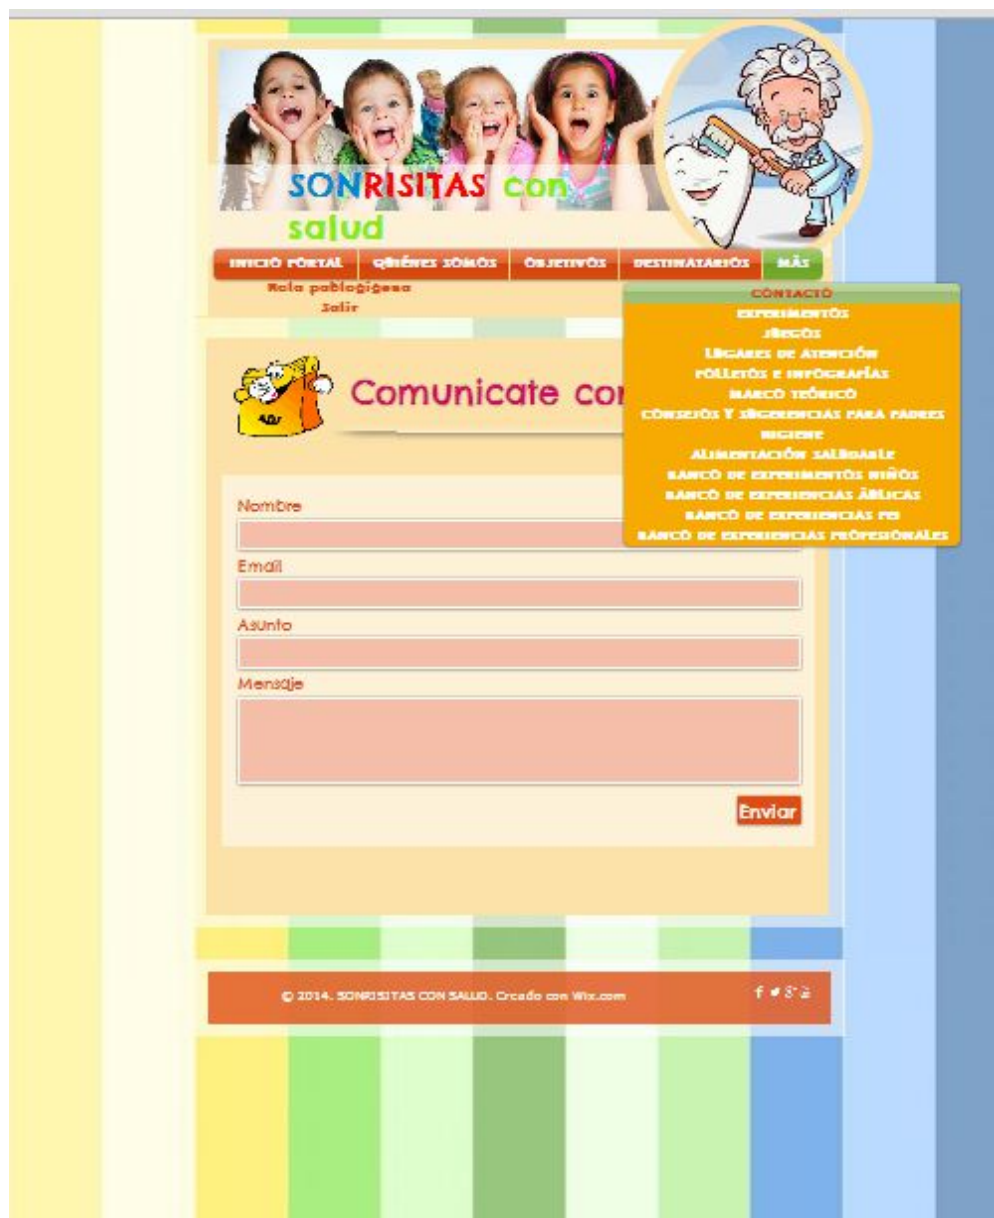 SONRISITAS con
salud
INICIO PORTAL QUIÉNES SOMOS OBJETIVOS DESTINATARIOS MÁS
Hola
Salir
CONTACTO
EXPERIMENTOS
JUEGOS
LUGARES DE ATENCIÓN
FOLLETOS E INFOGRAFÍAS
MARCO TEÓRICO
CONSEJOS Y SUGERENCIAS PARA PADRES
HIGIENE
ALIMENTACIÓN SALUDABLE
BANCO DE EXPERIMENTOS NIÑOS
BANCO DE EXPERIENCIAS ÁULICAS
BANCO DE EXPERIENCIAS PEI
BANCO DE EXPERIENCIAS PROFESIONALES
Comunicate con
Nombre
Email
Asunto
Mensaje
Enviar
© 2014. SONRISITAS CON SALUD. Creado con Wix.com